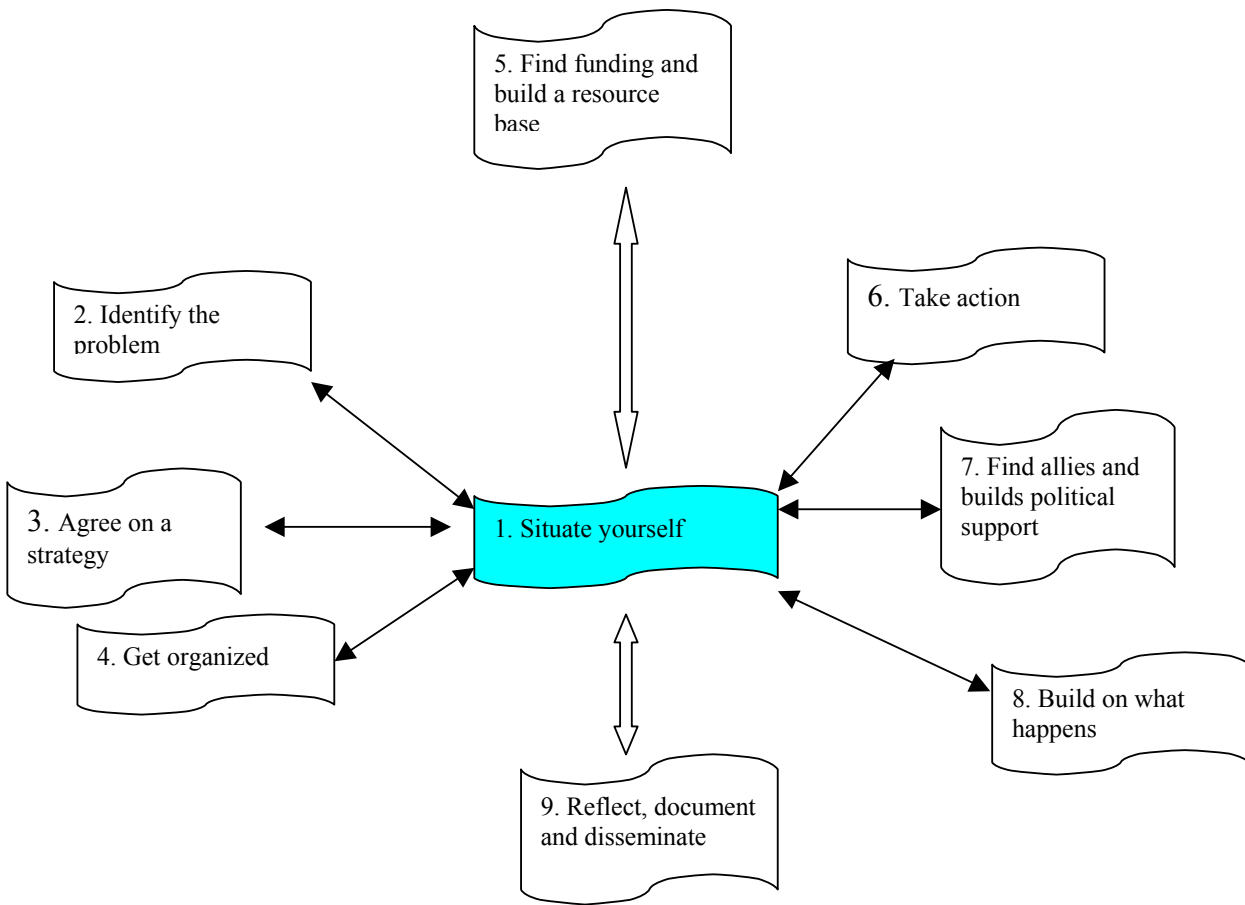 5. Find funding and
build a resource
base
2. Identify the
problem
6. Take action
7. Find allies and
builds political
support
3. Agree on a
strategy
1. Situate yourself
4. Get organized
8. Build on what
happens
9. Reflect, document
and disseminate